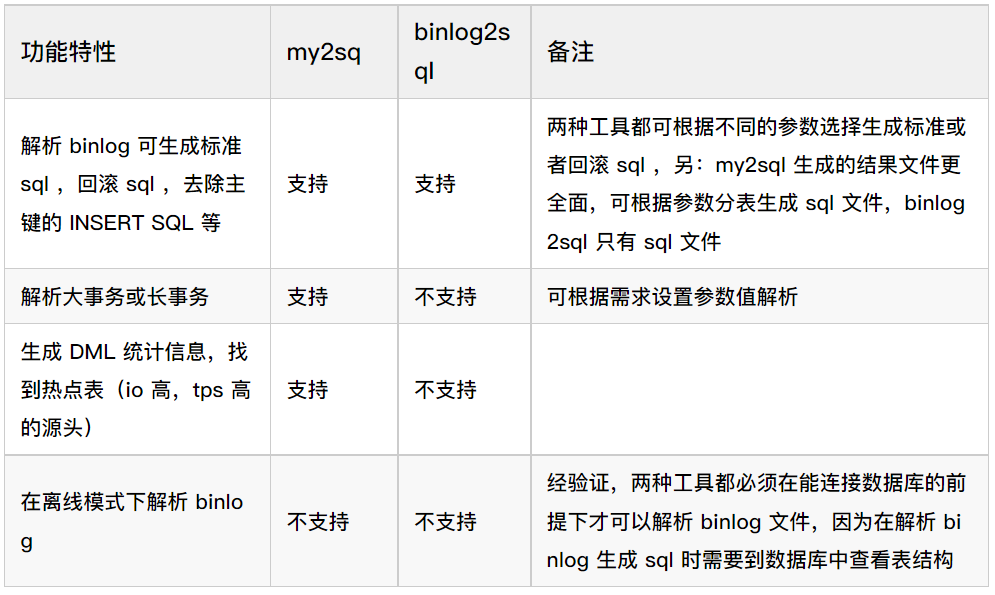 功能特性
my2sq
binlog2s
ql
备注
解析 binlog 可生成标准
sql ，回滚 sql ，去除主
键的 INSERT SQL 等
支持
支持
两种工具都可根据不同的参数选择生成标准或
者回滚 sql ，另：my2sql 生成的结果文件更
全面，可根据参数分表生成 sql 文件，binlog
2sql 只有 sql 文件
解析大事务或长事务
支持
不支持
可根据需求设置参数值解析
生成 DML 统计信息，找
到热点表（io 高，tps 高
的源头）
支持
不支持
在离线模式下解析 binlo
g
不支持
不支持
经验证，两种工具都必须在能连接数据库的前
提下才可以解析 binlog 文件，因为在解析 bi
nlog 生成 sql 时需要到数据库中查看表结构